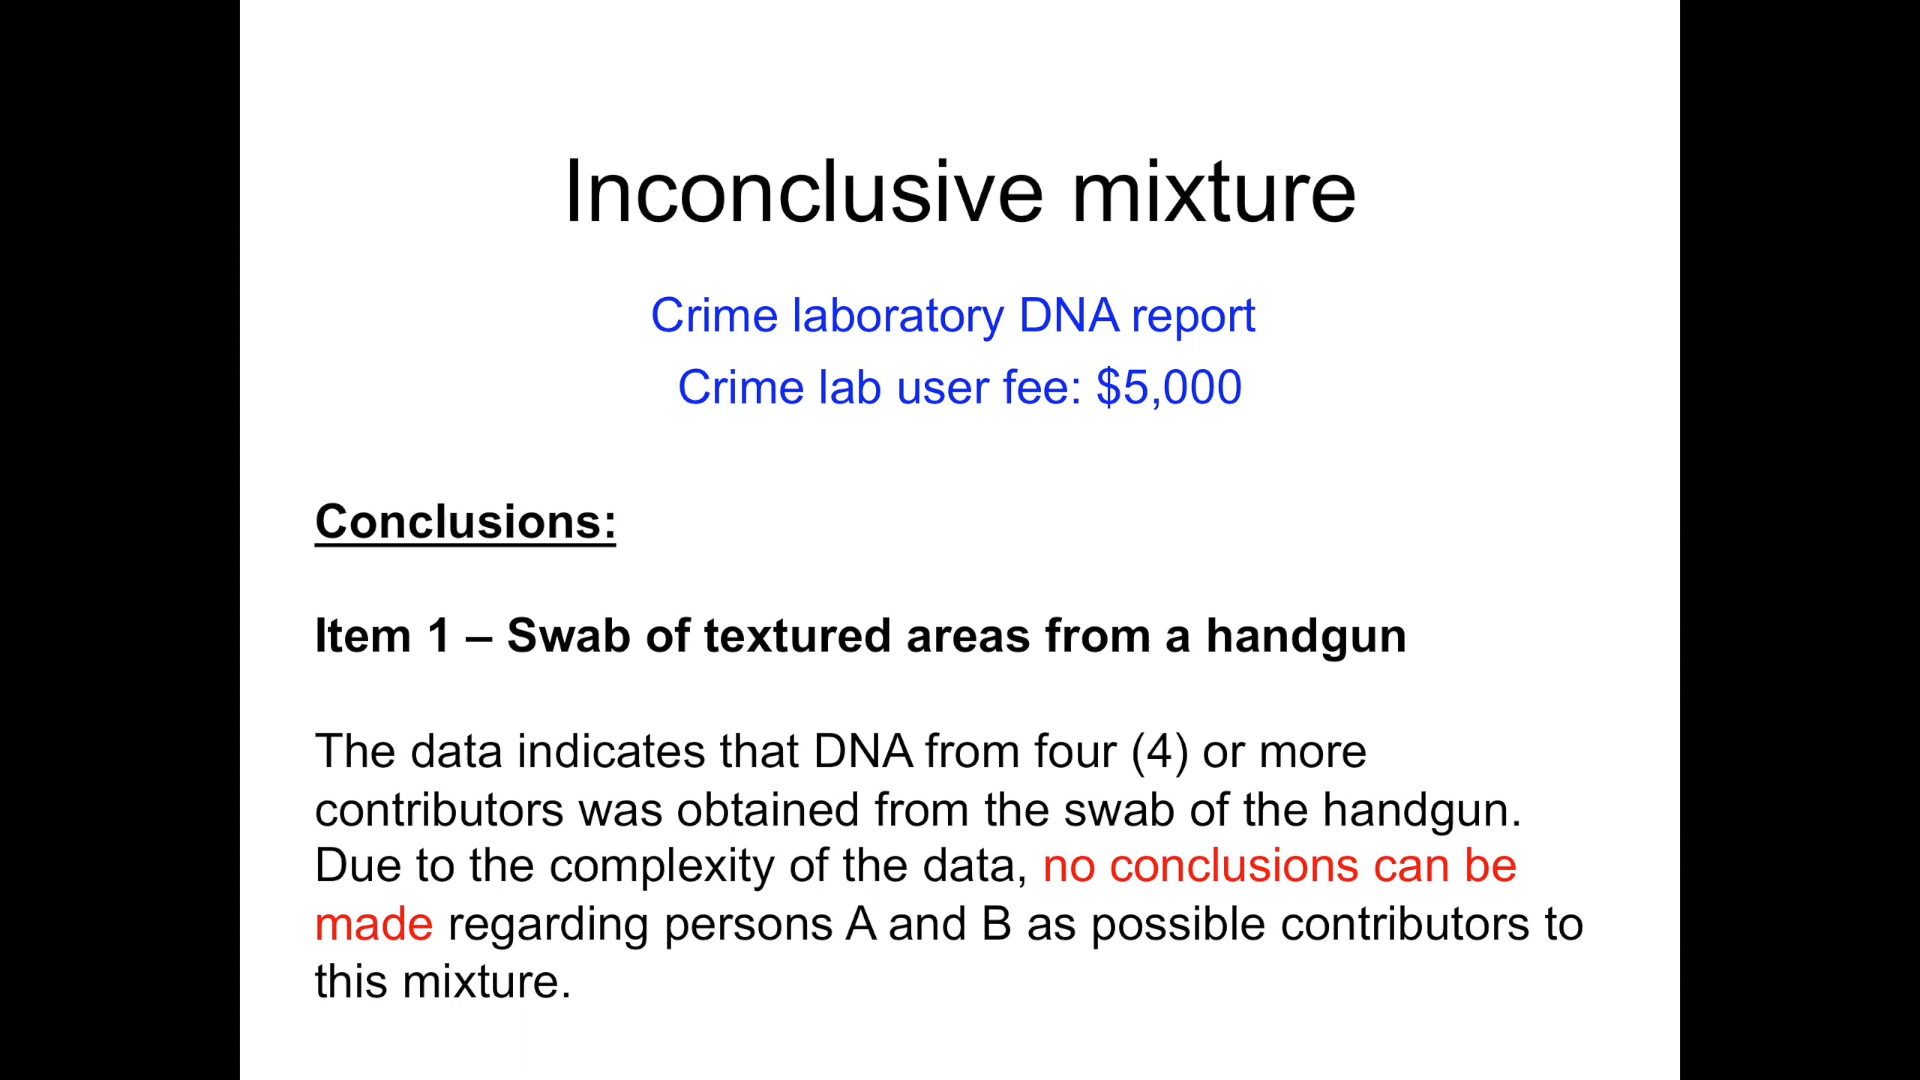 Inconclusive mixture
Crime laboratory DNA report
Crime lab user fee: $5,000
Conclusions:
Item 1 – Swab of textured areas from a handgun
The data indicates that DNA from four (4) or more
contributors was obtained from the swab of the handgun.
Due to the complexity of the data, no conclusions can be
made regarding persons A and B as possible contributors to
this mixture.